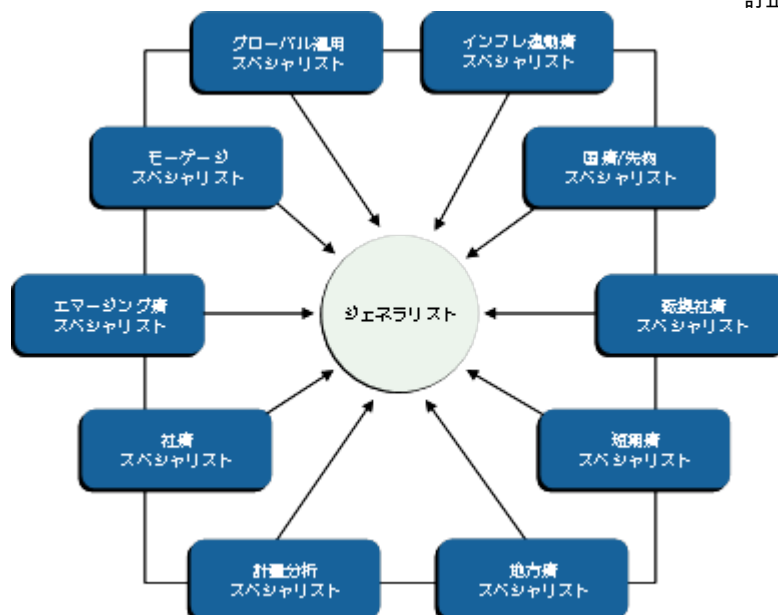 訂正
グローバル運用
スペシャリスト
インフレ連動債
スペシャリスト
モーゲージ
スペシャリスト
国債/先物
スペシャリスト
エマージング債
スペシャリスト
ジェネラリスト
転換社債
スペシャリスト
社債
スペシャリスト
短期債
スペシャリスト
計量分析
スペシャリスト
地方債
スペシャリスト